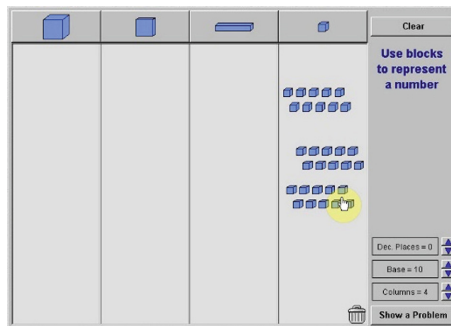 Clear
Use blocks
to represent
a number
Dec. Places = 0
Base = 10
Columns = 4
Show a Problem